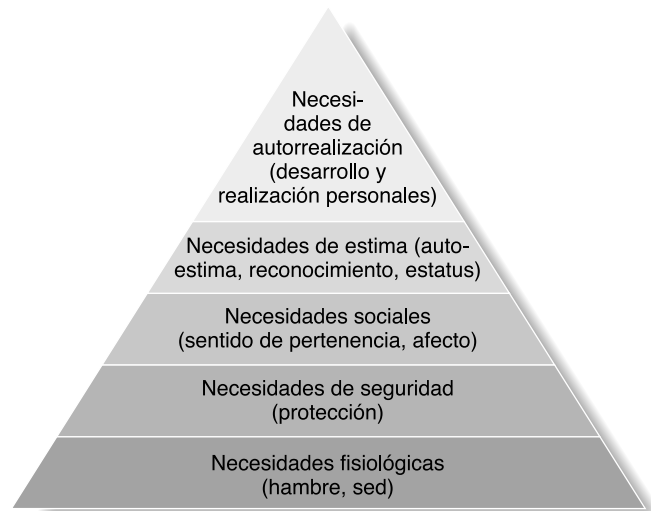 Necesi-
dades de
autorrealización
(desarrollo y
realización personales)
Necesidades de estima (auto-
estima, reconocimiento, estatus)
Necesidades sociales
(sentido de pertenencia, afecto)
Necesidades de seguridad
(protección)
Necesidades fisiológicas
(hambre, sed)